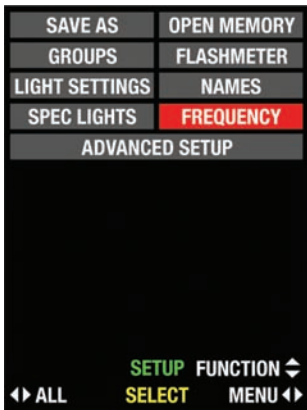 SAVE AS OPEN MEMORY
GROUPS FLASHMETER
LIGHT SETTINGS NAMES
SPEC LIGHTS FREQUENCY
ADVANCED SETUP
SETUP FUNCTION
ALL SELECT MENU